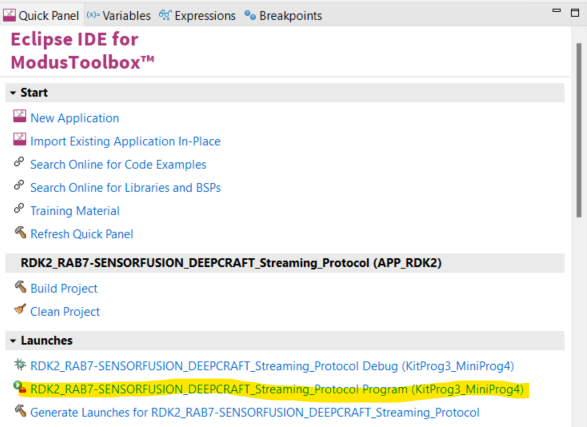 Quick Panel (x)= Variables Expressions Breakpoints
Eclipse IDE for
ModusToolbox™
Start
New Application
Import Existing Application In-Place
Search Online for Code Examples
Search Online for Libraries and BSPs
Training Material
Refresh Quick Panel
RDK2_RAB7-SENSORFUSION_DEEPCRAFT_Streaming_Protocol (APP_RDK2)
Build Project
Clean Project
Launches
RDK2_RAB7-SENSORFUSION_DEEPCRAFT_Streaming_Protocol Debug (KitProg3_MiniProg4)
RDK2_RAB7-SENSORFUSION_DEEPCRAFT_Streaming_Protocol Program (KitProg3_MiniProg4)
Generate Launches for RDK2_RAB7-SENSORFUSION_DEEPCRAFT_Streaming_Protocol